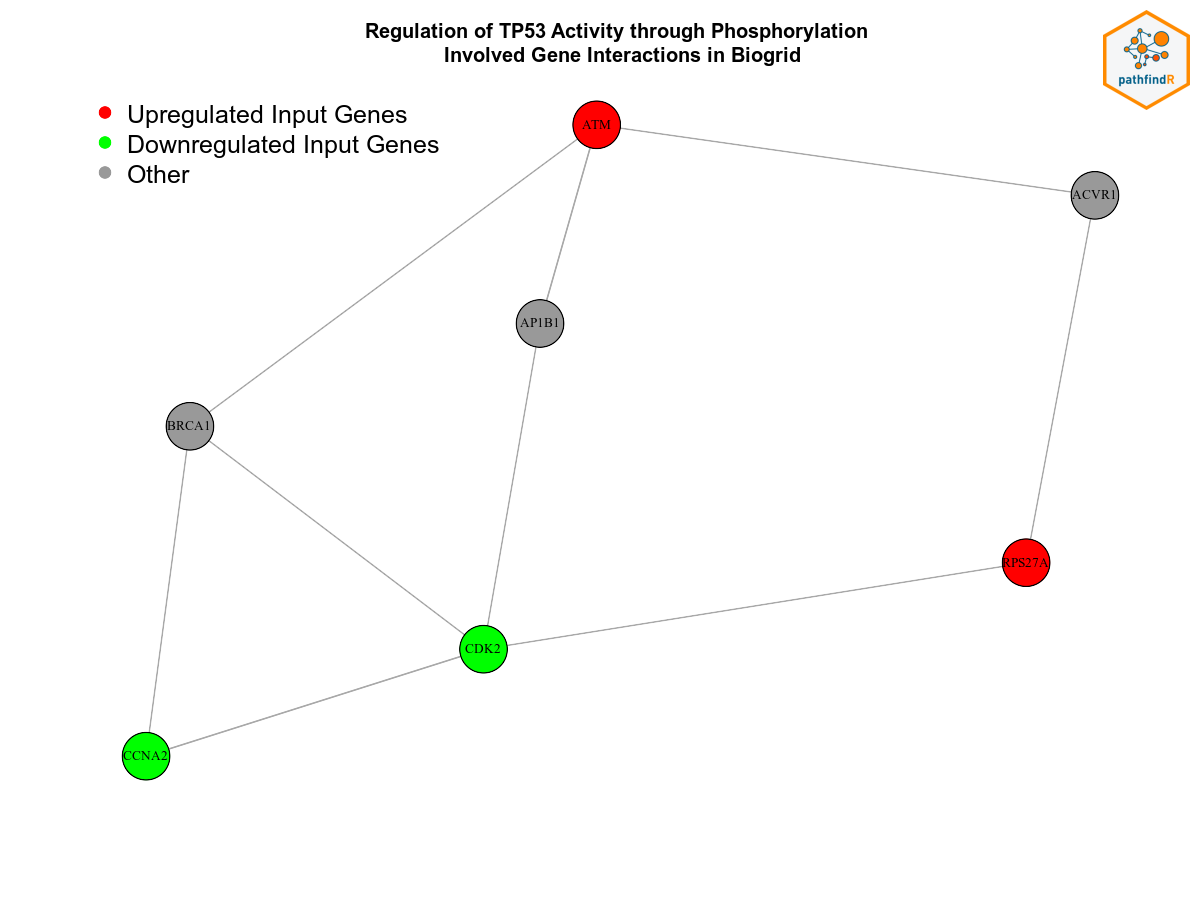 Regulation of TP53 Activity through Phosphorylation
Involved Gene Interactions in Biogrid
pathfindR
Upregulated Input Genes
Downregulated Input Genes
Other
ATM
ACVR1
AP1B1
BRCA1
RPS27A
CDK2
CCNA2